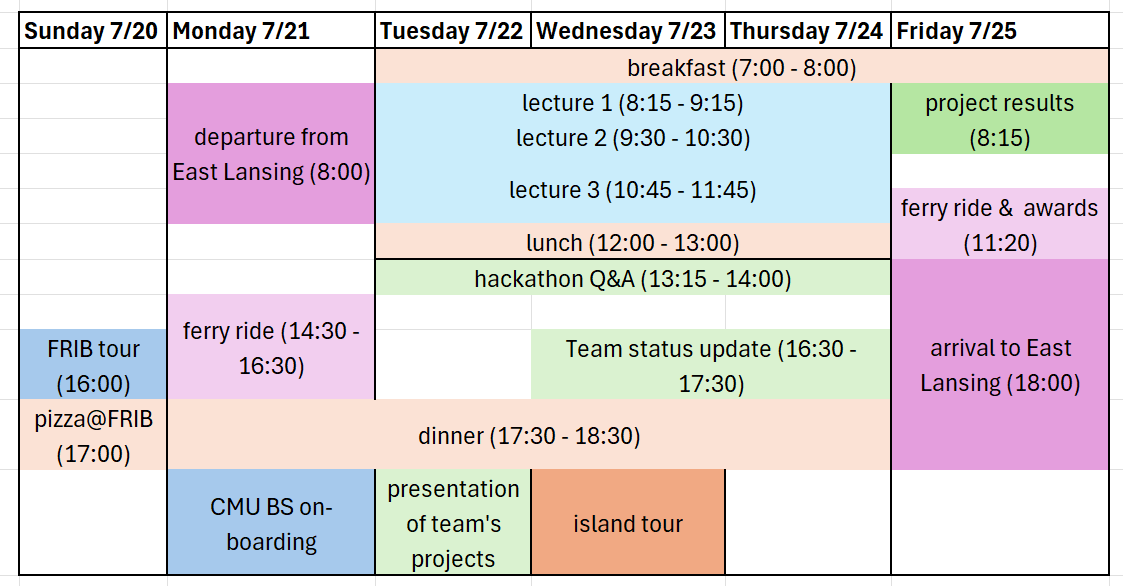 Sunday 7/20
Monday 7/21
Tuesday 7/22
Wednesday 7/23
Thursday 7/24
Friday 7/25
breakfast (7:00 - 8:00)
departure from
East Lansing (8:00)
lecture 1 (8:15 - 9:15)
lecture 2 (9:30 - 10:30)
lecture 3 (10:45 - 11:45)
project results
(8:15)
ferry ride & awards
(11:20)
lunch (12:00 - 13:00)
hackathon Q&A (13:15 - 14:00)
ferry ride (14:30 -
16:30)
FRIB tour
(16:00)
Team status update (16:30 -
17:30)
arrival to East
Lansing (18:00)
pizza@FRIB
(17:00)
dinner (17:30 - 18:30)
CMU BS on-
boarding
presentation
of team's
projects
island tour